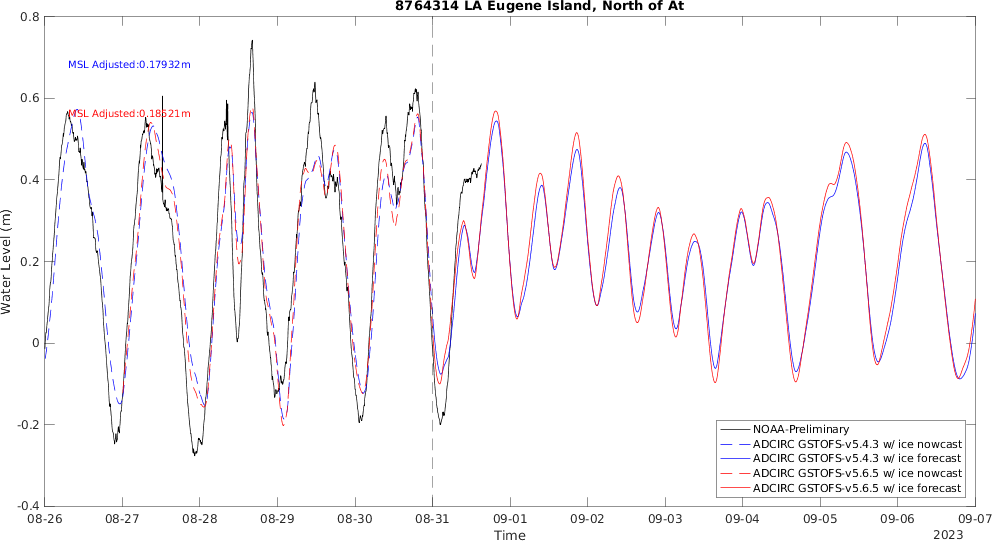 8764314 LA Eugene Island, North of At
MSL Adjusted:0.17932m
MSL Adjusted:0.18521m
Water Level (m)
0.8
0.6
0.4
0.2
0
-0.2
-0.4
08-26 08-27 08-28 08-29 08-30 08-31 09-01 09-02 09-03 09-04 09-05 09-06 09-07
Time
2023
NOAA-Preliminary
ADCIRC GSTOFS-v5.4.3 w/ ice nowcast
ADCIRC GSTOFS-v5.4.3 w/ ice forecast
ADCIRC GSTOFS-v5.6.5 w/ ice nowcast
ADCIRC GSTOFS-v5.6.5 w/ ice forecast